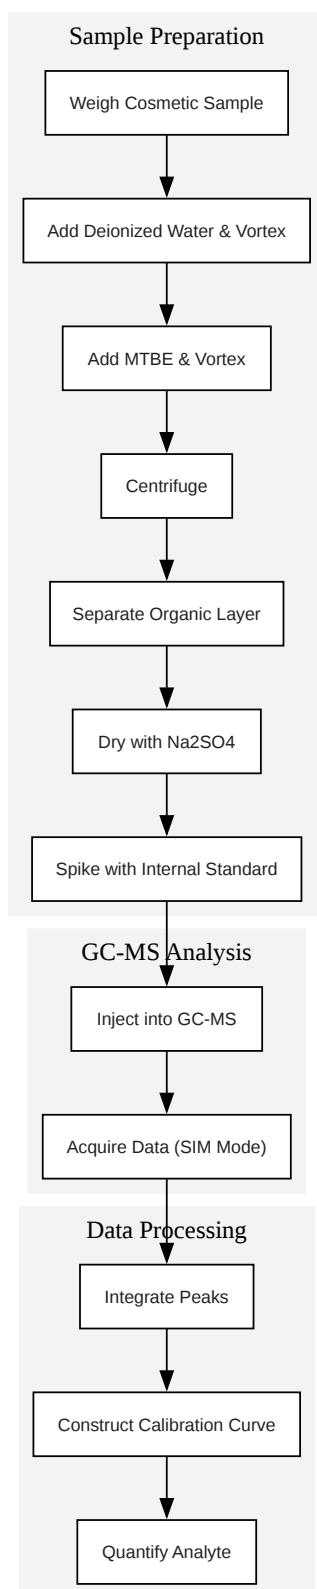 Sample Preparation
Weigh Cosmetic Sample
Add Deionized Water & Vortex
Add MTBE & Vortex
Centrifuge
Separate Organic Layer
Dry with Na2SO4
Spike with Internal Standard
GC-MS Analysis
Inject into GC-MS
Acquire Data (SIM Mode)
Data Processing
Integrate Peaks
Construct Calibration Curve
Quantify Analyte